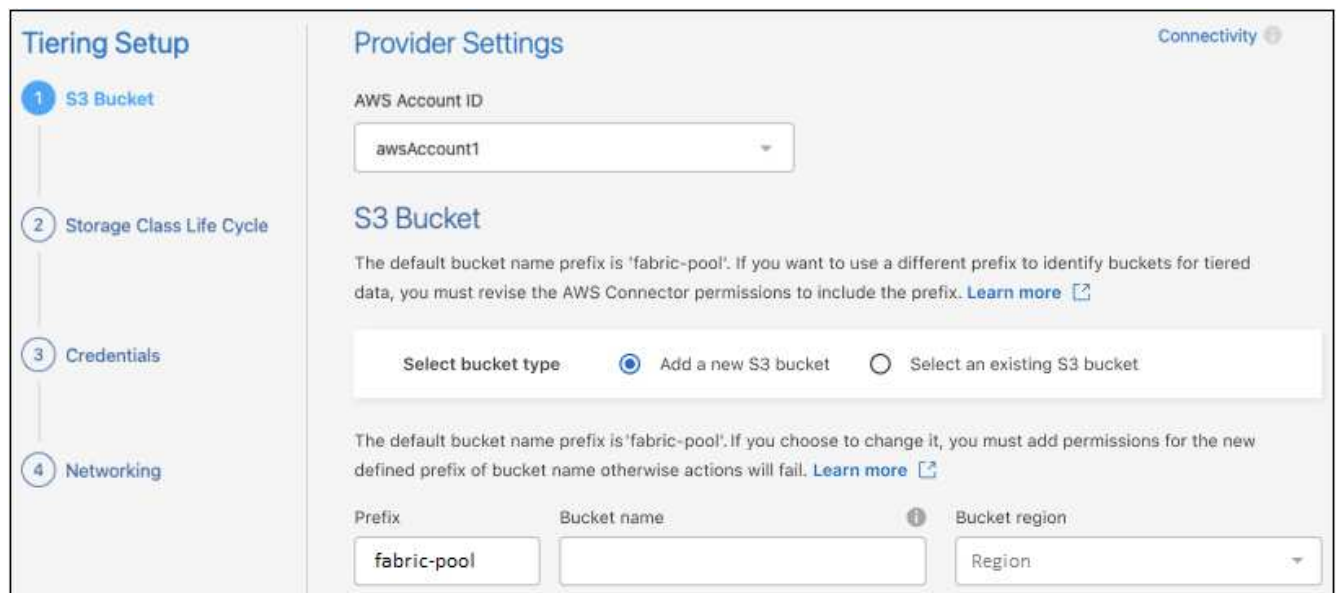 Tiering Setup
1 S3 Bucket
2 Storage Class Life Cycle
3 Credentials
4 Networking
Provider Settings
Connectivity
AWS Account ID
awsAccount1
S3 Bucket
The default bucket name prefix is 'fabric-pool'. If you want to use a different prefix to identify buckets for tiered
data, you must revise the AWS Connector permissions to include the prefix. Learn more
Select bucket type Add a new S3 bucket Select an existing S3 bucket
The default bucket name prefix is 'fabric-pool'. If you choose to change it, you must add permissions for the new
defined prefix of bucket name otherwise actions will fail. Learn more
Prefix Bucket name Bucket region
fabric-pool Region